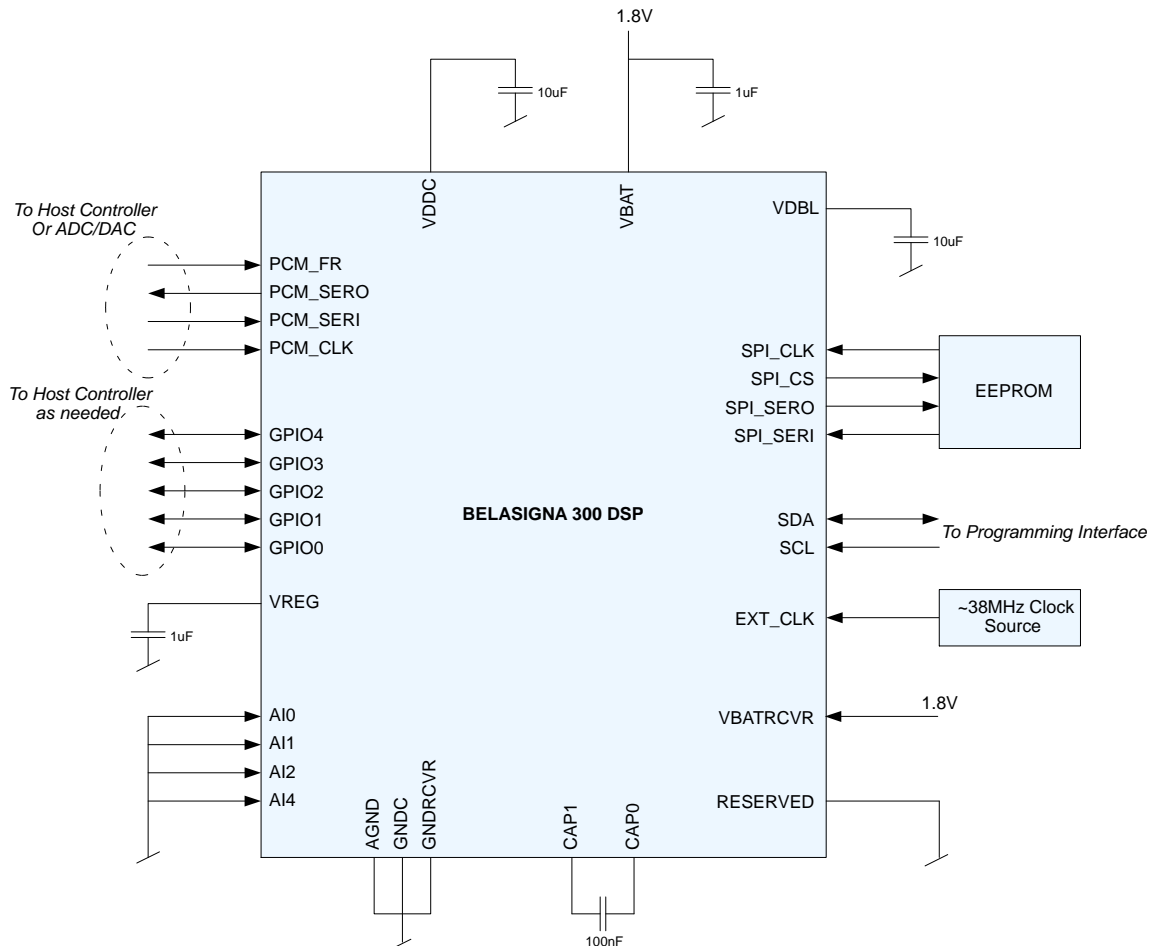 1.8V
10uF
1uF
VDDC
VBAT
VDBL
10uF
To Host Controller
Or ADC/DAC
PCM_FR
PCM_SERO
PCM_SERI
PCM_CLK
SPI_CLK
SPI_CS
SPI_SERO
SPI_SERI
EEPROM
To Host Controller
as needed
GPIO4
GPIO3
GPIO2
GPIO1
GPIO0
BELASIGNA 300 DSP
SDA
SCL
To Programming Interface
VREG
1uF
EXT_CLK
~38MHz Clock
Source
AI0
AI1
AI2
AI4
VBATRCVR
1.8V
RESERVED
AGND
GNDC
GNDRCVR
CAP1
CAP0
100nF